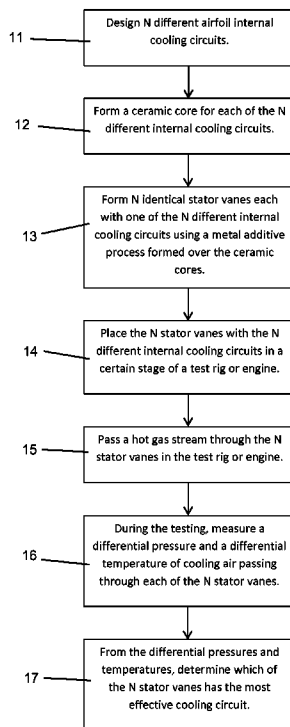 Design N different airfoil internal
cooling circuits.
11
Form a ceramic core for each of the N
different internal cooling circuits.
12
Form N identical stator vanes each
with one of the N different internal
cooling circuits using a metal additive
process formed over the ceramic
cores.
13
Place the N stator vanes with the N
different internal cooling circuits in a
certain stage of a test rig or engine.
14
Pass a hot gas stream through the N
stator vanes in the test rig or engine.
15
During the testing, measure a
differential pressure and a differential
temperature of cooling air passing
through each of the N stator vanes.
16
From the differential pressures and
temperatures, determine which of
the N stator vanes has the most
effective cooling circuit.
17